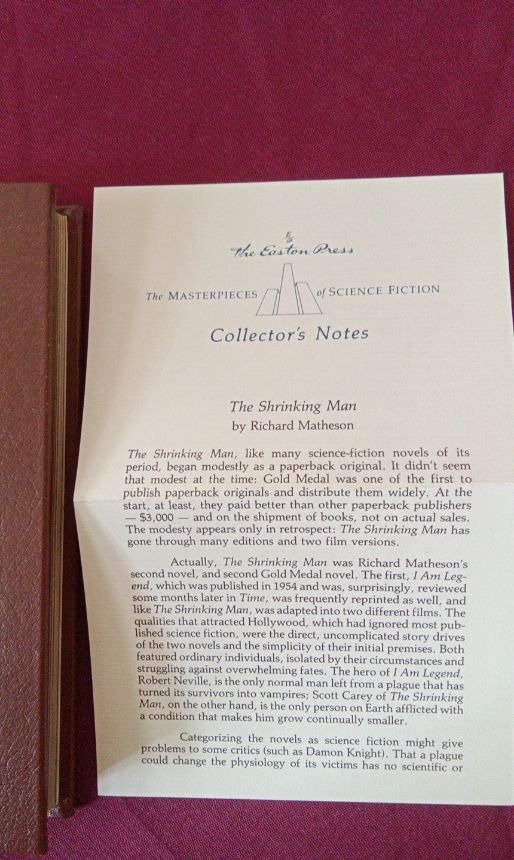 The Easton Press
The MASTERPIECES of SCIENCE FICTION
Collector's Notes
The Shrinking Man
by Richard Matheson
The Shrinking Man, like many science-fiction novels of its
period, began modestly as a paperback original. It didn't seem
that modest at the time: Gold Medal was one of the first to
publish paperback originals and distribute them widely. At the
start, at least, they paid better than other paperback publishers
— $3,000 — and on the shipment of books, not on actual sales.
The modesty appears only in retrospect: The Shrinking Man has
gone through many editions and two film versions.
Actually, The Shrinking Man was Richard Matheson's
second novel, and second Gold Medal novel. The first, I Am Leg-
end, which was published in 1954 and was, surprisingly, reviewed
some months later in Time, was frequently reprinted as well, and
like The Shrinking Man, was adapted into two different films. The
qualities that attracted Hollywood, which had ignored most pub-
lished science fiction, were the direct, uncomplicated story drives
of the two novels and the simplicity of their initial premises. Both
featured ordinary individuals, isolated by their circumstances and
struggling against overwhelming fates. The hero of I Am Legend,
Robert Neville, is the only normal man left from a plague that has
turned its survivors into vampires; Scott Carey of The Shrinking
Man, on the other hand, is the only person on Earth afflicted with
a condition that makes him grow continually smaller.
Categorizing the novels as science fiction might give
problems to some critics (such as Damon Knight). That a plague
could change the physiology of its victims has no scientific or